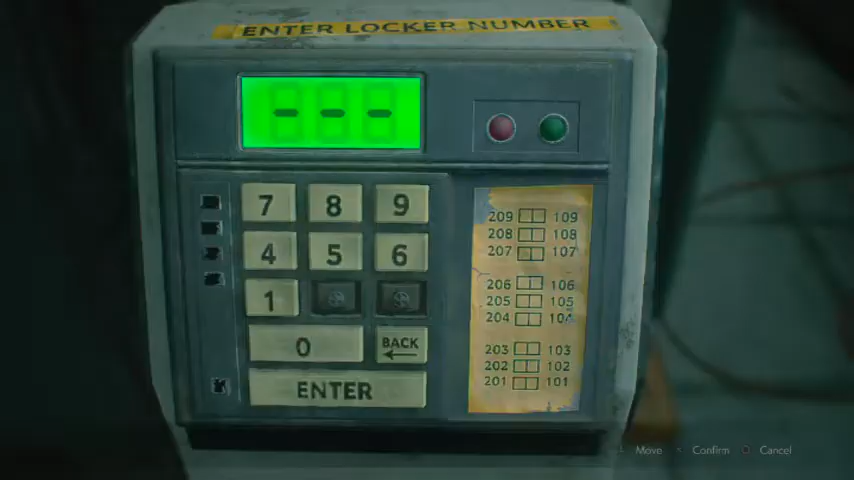 ENTER LOCKER NUMBER
- - -
7 8 9
4 5 6
1
0 BACK
ENTER
209 109
208 108
207 107
206 106
205 105
204 104
203 103
202 102
201 101
Move Confirm Cancel